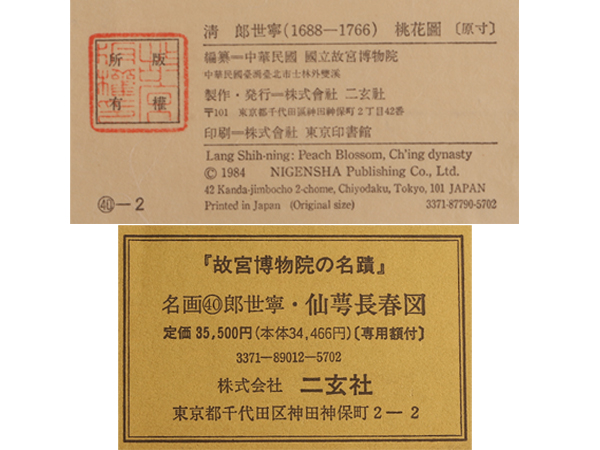 清　郎世寧(1688—1766)　桃花圖　〔原寸〕
編纂＝中華民國　國立故宮博物院
中華民國臺灣臺北市士林外雙溪
製作・発行＝株式會社　二玄社
〒101　東京都千代田區神田神保町2丁目42番
印刷＝株式會社　東京印書館
版權
所有
Lang Shih-ning: Peach Blossom, Ch'ing dynasty
© 1984　NIGENSHA Publishing Co., Ltd.
42 Kanda-jimbocho 2-chome, Chiyodaku, Tokyo, 101 JAPAN
Printed in Japan　(Original size)　3371-87790-5702
㊵—2
『故宮博物院の名蹟』
名画㊵郎世寧・仙萼長春図
定価 35,500円(本体34,466円)〔専用額付〕
3371—89012—5702
株式会社　二玄社
東京都千代田区神田神保町2－2